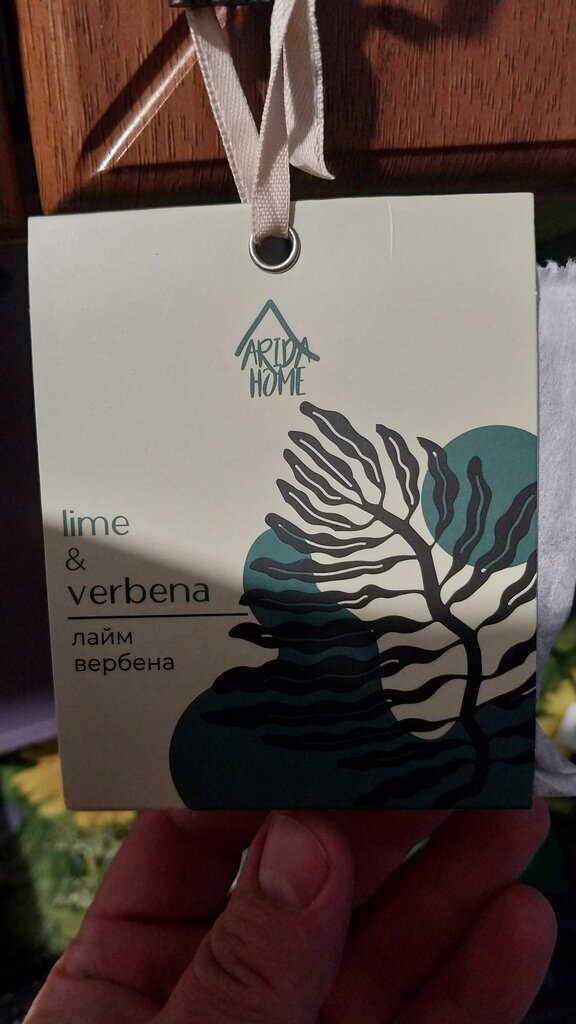 ARIDA
HOME
lime
&
verbena
лайм
вербена